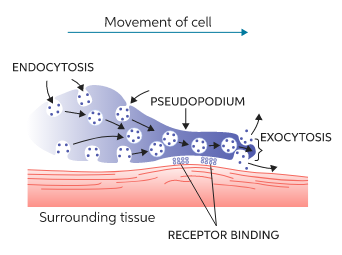 Movement of cell
ENDOCYTOSIS
PSEUDOPODIUM
EXOCYTOSIS
Surrounding tissue
RECEPTOR BINDING